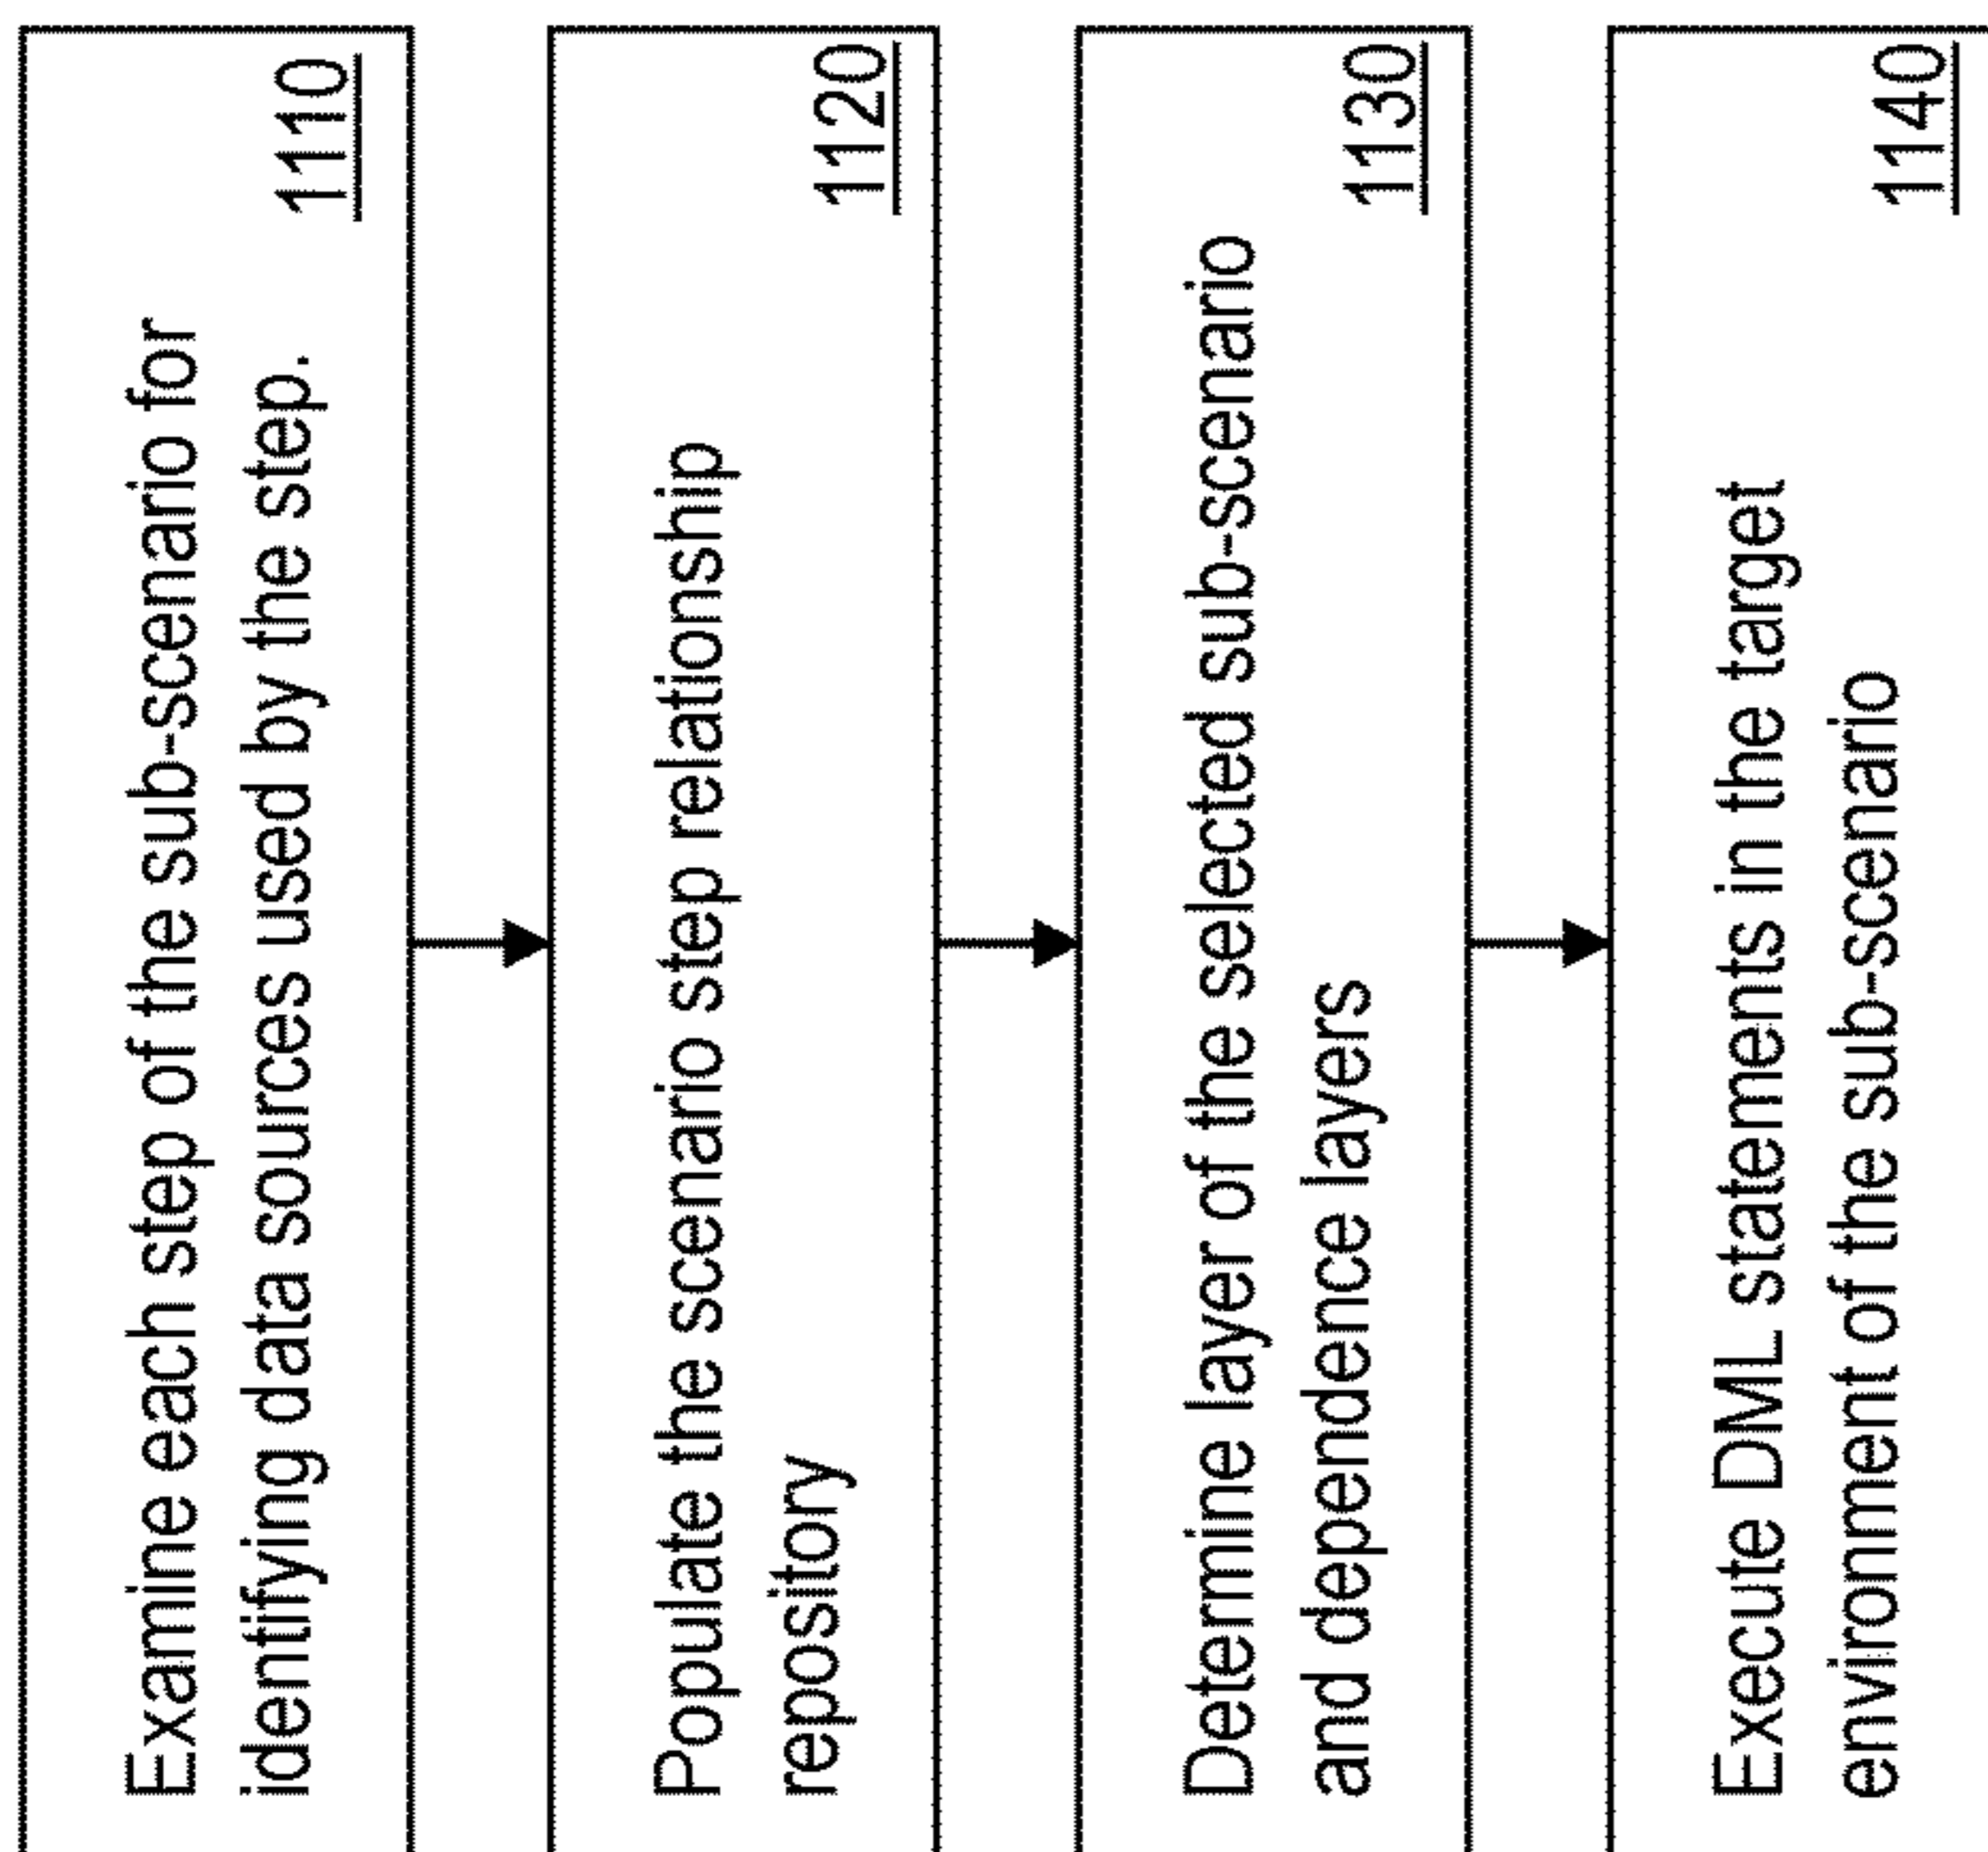 Examine each step of the sub-scenario for
identifying data sources used by the step.
1110
Populate the scenario step relationship
repository
1120
Determine layer of the selected sub-scenario
and dependence layers
1130
Execute DML statements in the target
environment of the sub-scenario
1140